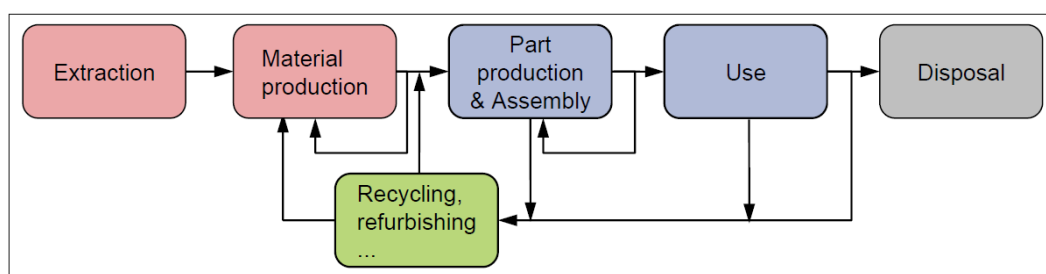 Extraction
Material
production
Part
production
& Assembly
Use
Disposal
Recycling,
refurbishing
...